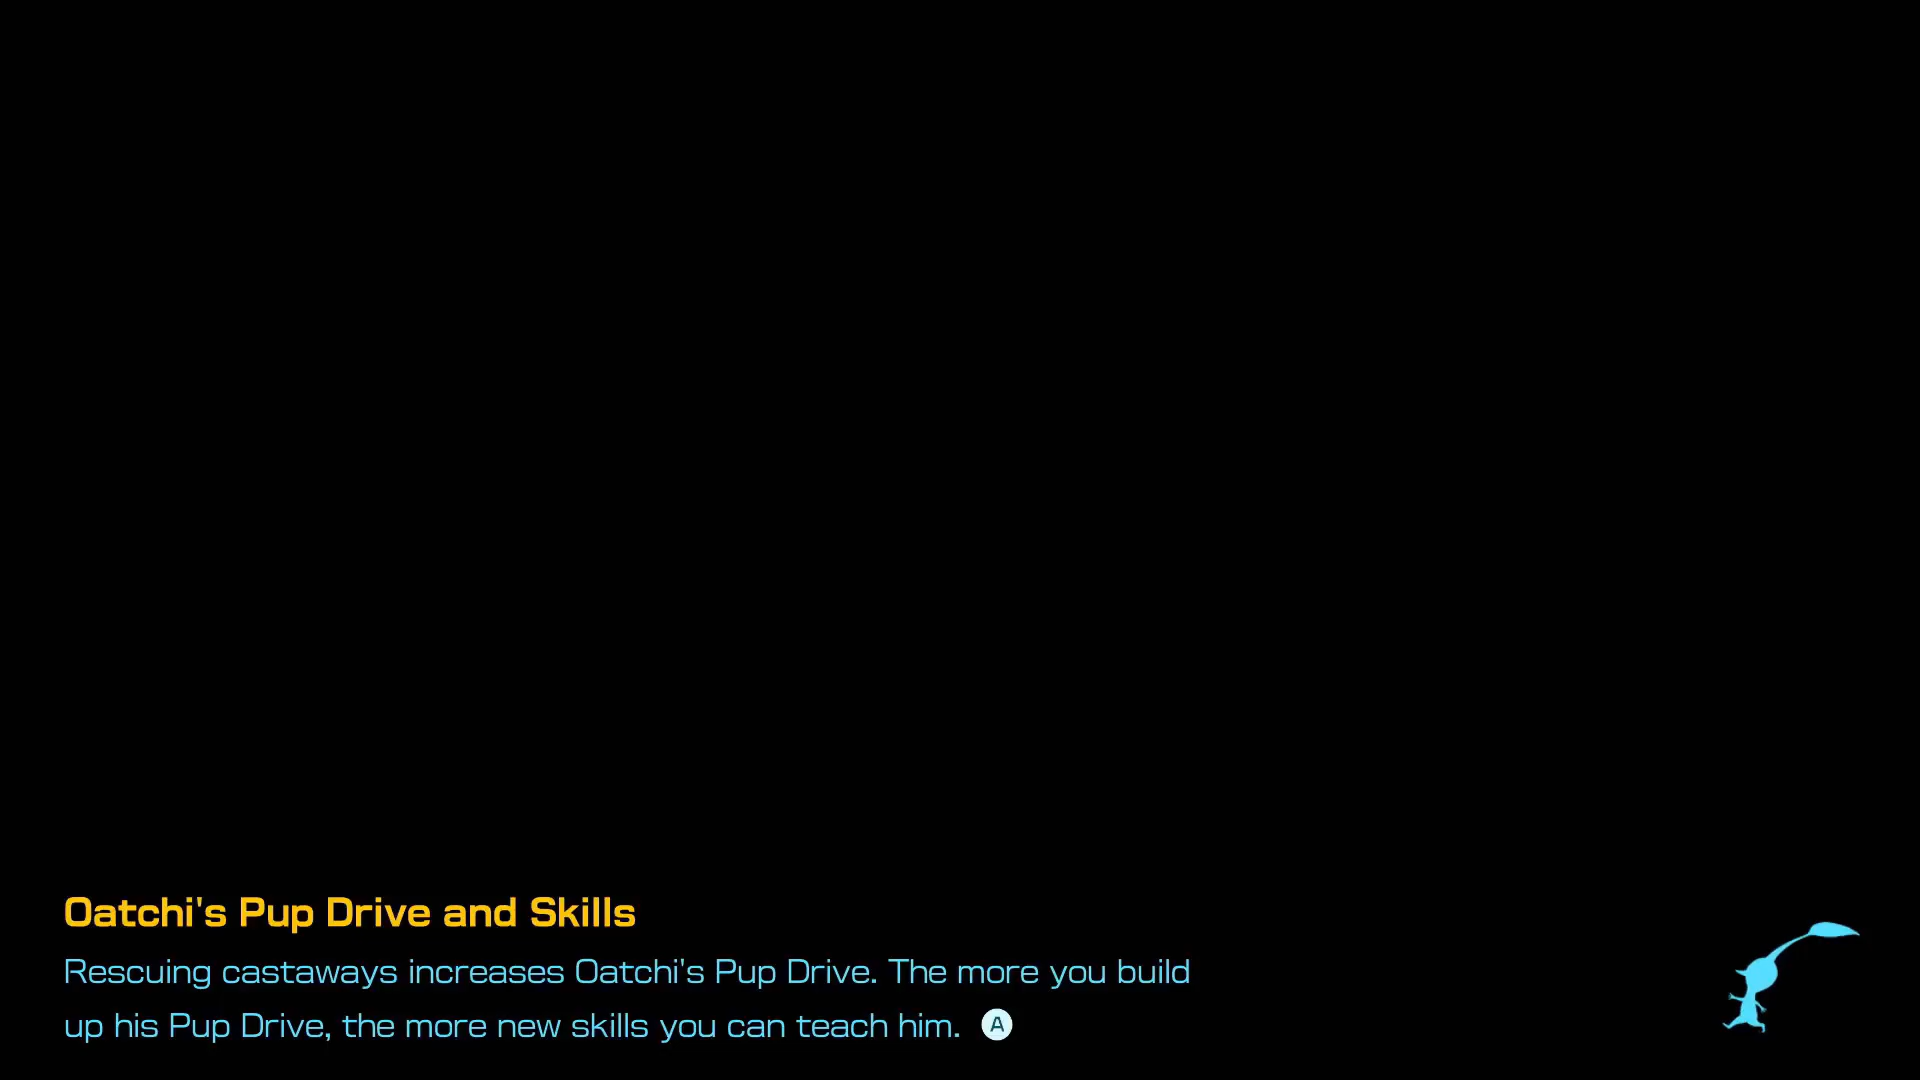 Oatchi's Pup Drive and Skills
Rescuing castaways increases Oatchi's Pup Drive. The more you build
up his Pup Drive, the more new skills you can teach him. A